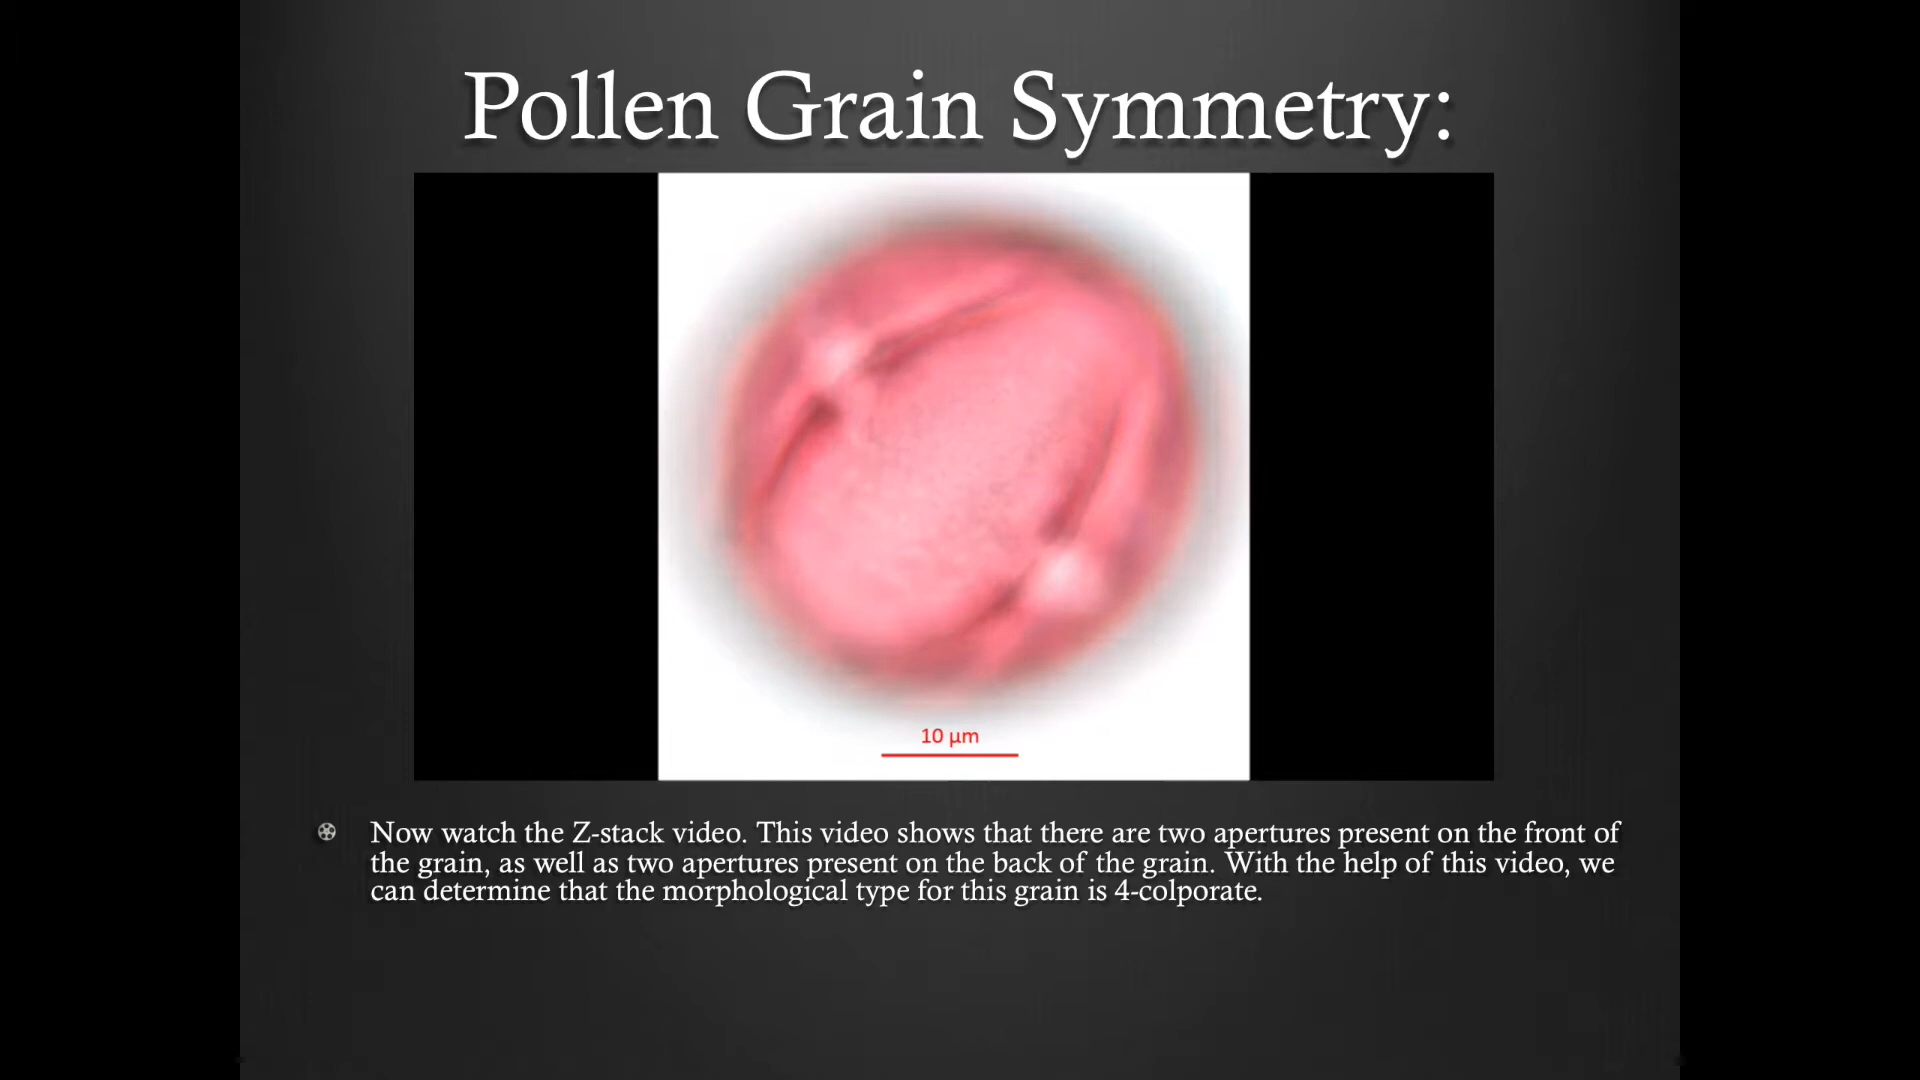 Pollen Grain Symmetry:
10 µm
Now watch the Z-stack video. This video shows that there are two apertures present on the front of
the grain, as well as two apertures present on the back of the grain. With the help of this video, we
can determine that the morphological type for this grain is 4-colporate.